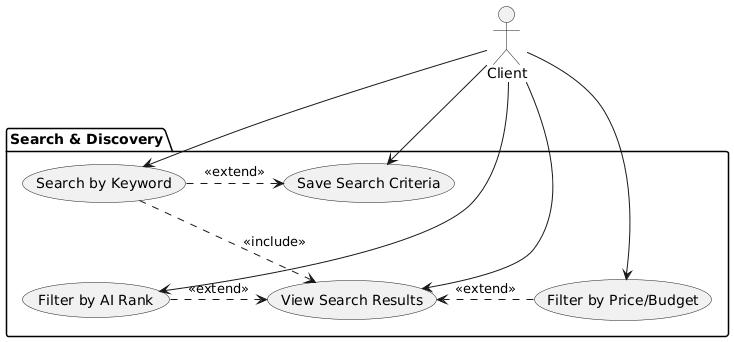 Client
Search & Discovery
Search by Keyword
«extend»
Save Search Criteria
«include»
Filter by AI Rank
«extend»
View Search Results
«extend»
Filter by Price/Budget